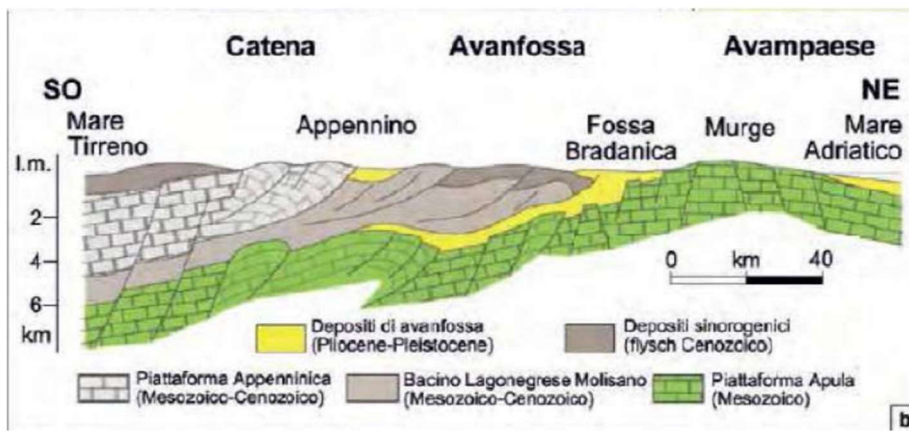 Catena Avanfossa Avampaese
SO NE
Mare Tirreno
Appennino
Fossa Bradanica
Murge
Mare Adriatico
l.m.
2
4
6
km
0 km 40
Depositi di avanfossa
(Pliocene-Pleistocene)
Depositi sinorogenici
(flysch Cenozoico)
Piattaforma Appenninica
(Mesozoico-Cenozoico)
Bacino Lagonegrese Molisano
(Mesozoico-Cenozoico)
Piattaforma Apula
(Mesozoico)
b